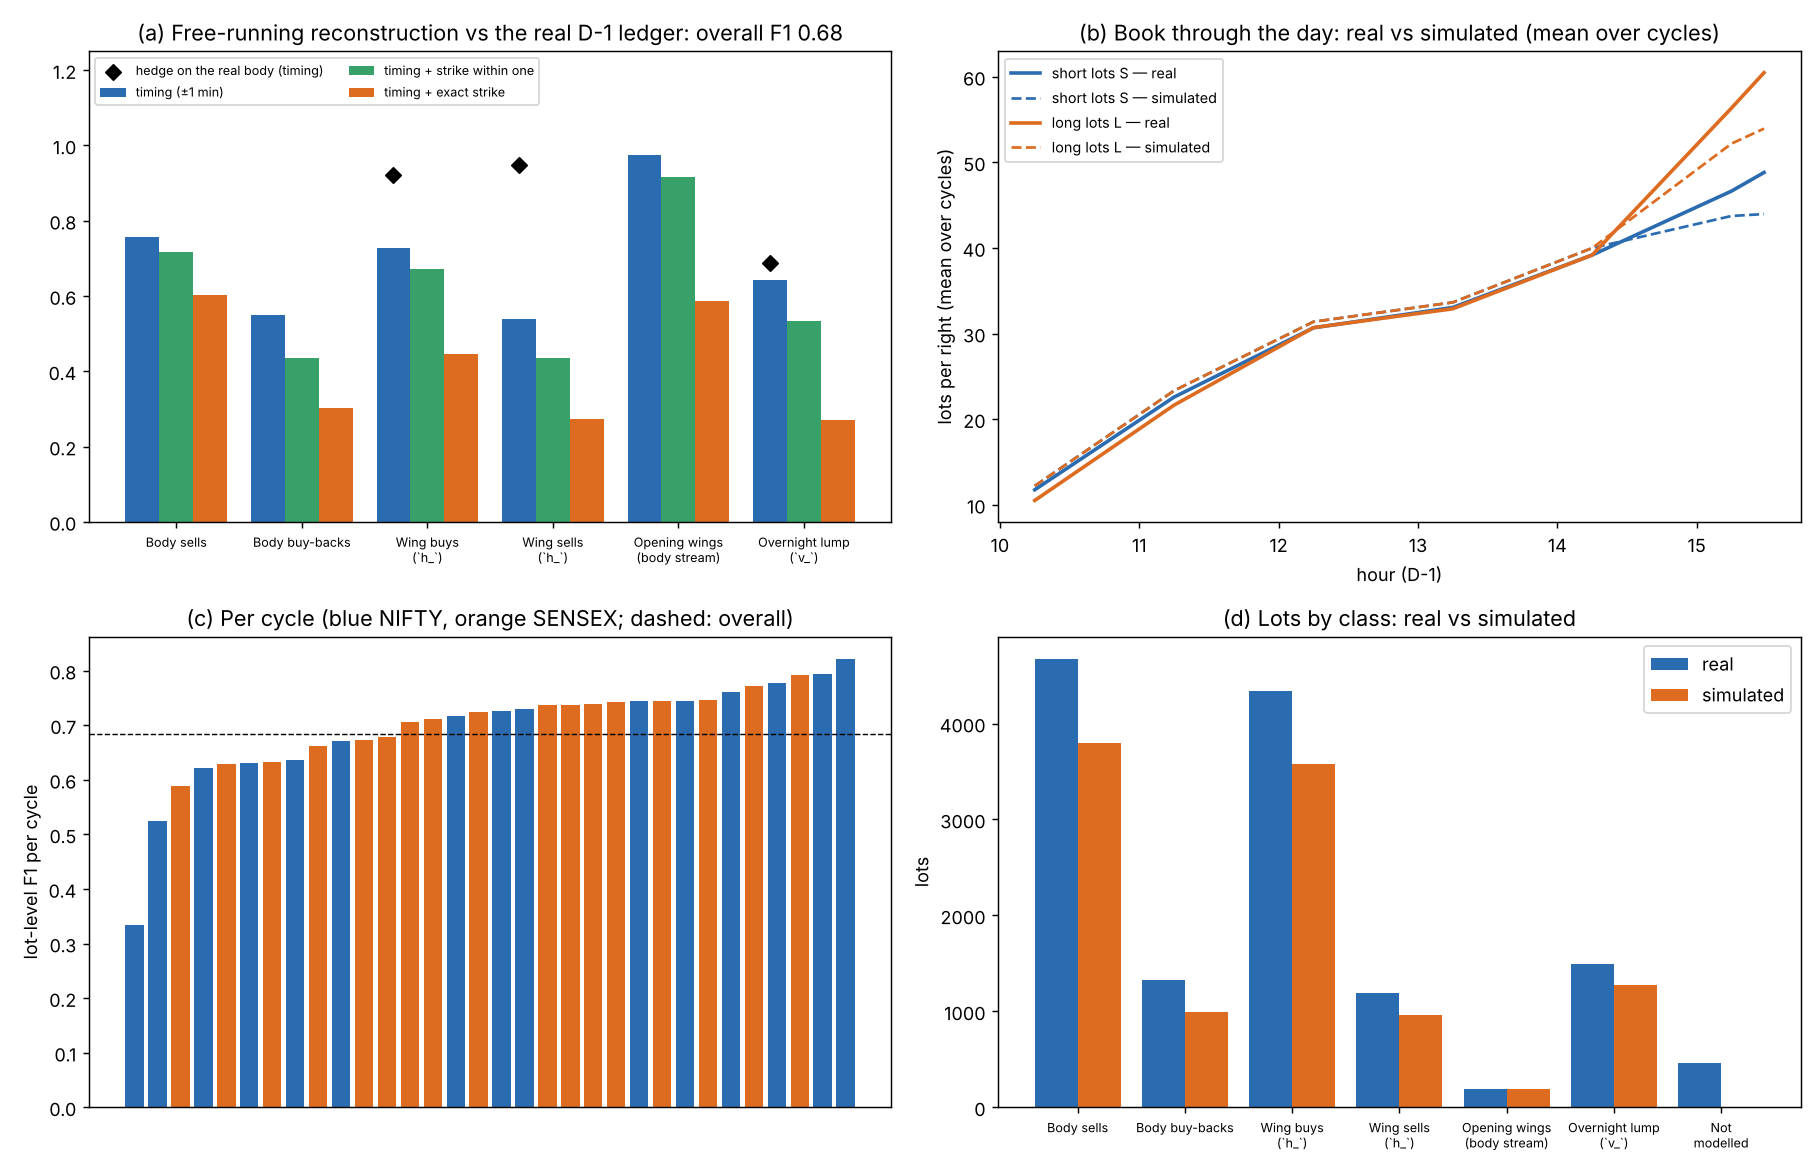 (a) Free-running reconstruction vs the real D-1 ledger: overall F1 0.68
hedge on the real body (timing)
timing (±1 min)
timing + strike within one
timing + exact strike
1.2
1.0
0.8
0.6
0.4
0.2
0.0
Body sells
Body buy-backs
Wing buys
(`h_`)
Wing sells
(`h_`)
Opening wings
(body stream)
Overnight lump
(`v_`)
(b) Book through the day: real vs simulated (mean over cycles)
short lots S — real
short lots S — simulated
long lots L — real
long lots L — simulated
lots per right (mean over cycles)
60
50
40
30
20
10
10
11
12
13
14
15
hour (D-1)
(c) Per cycle (blue NIFTY, orange SENSEX; dashed: overall)
lot-level F1 per cycle
0.8
0.7
0.6
0.5
0.4
0.3
0.2
0.1
0.0
(d) Lots by class: real vs simulated
real
simulated
lots
4000
3000
2000
1000
0
Body sells
Body buy-backs
Wing buys
(`h_`)
Wing sells
(`h_`)
Opening wings
(body stream)
Overnight lump
(`v_`)
Not
modelled